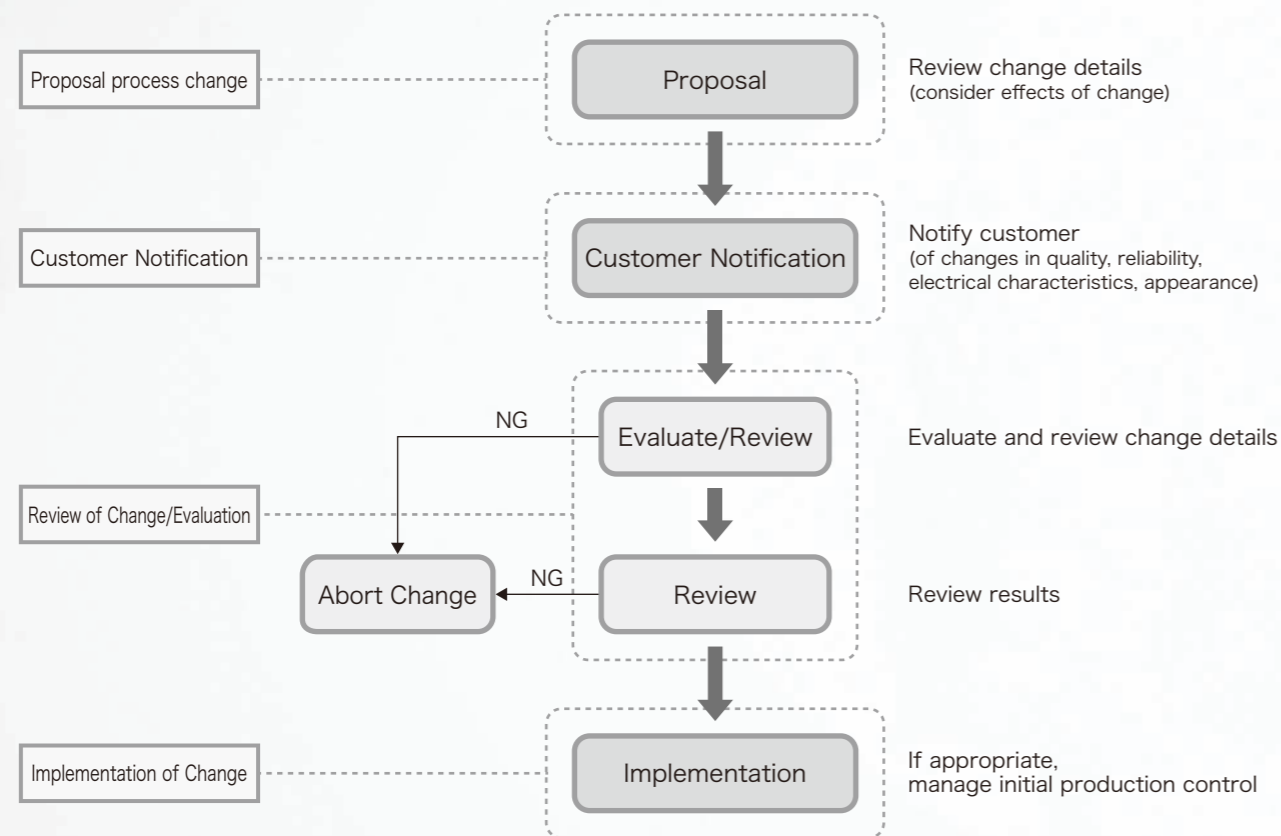 Proposal process change
Proposal
Review change details
(consider effects of change)
Customer Notification
Customer Notification
Notify customer
(of changes in quality, reliability,
electrical characteristics, appearance)
NG
Evaluate/Review
Evaluate and review change details
Review of Change/Evaluation
Abort Change
NG
Review
Review results
Implementation of Change
Implementation
If appropriate,
manage initial production control